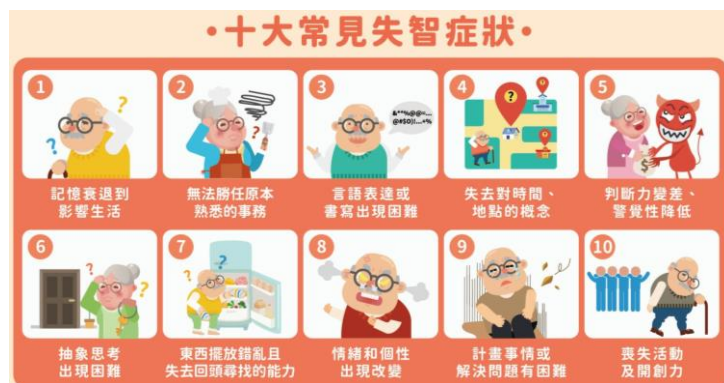 •十大常見失智症狀•
1
記憶衰退到
影響生活
2
無法勝任原本
熟悉的事務
3
&**%@@=...
@#$O)!...+%
言語表達或
書寫出現困難
4
失去對時間、
地點的概念
5
$
判斷力變差、
警覺性降低
6
抽象思考
出現困難
7
東西擺放錯亂且
失去回頭尋找的能力
8
情緒和個性
出現改變
9
計畫事情或
解決問題有困難
10
喪失活動
及開創力